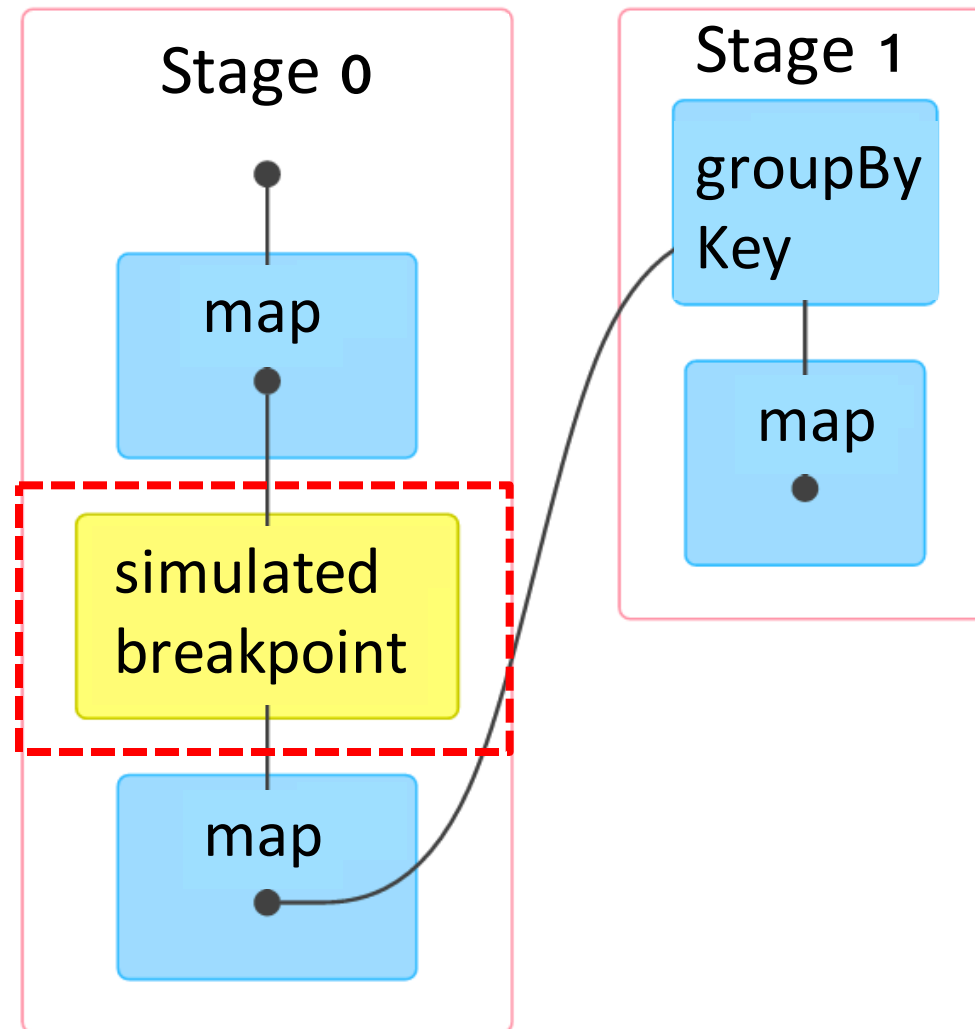 Stage 0
map
simulated
breakpoint
map
Stage 1
groupBy
Key
map